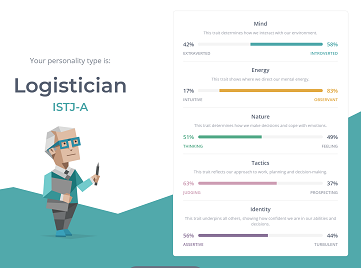 Your personality type is:
Logistician
ISTJ-A
Mind
This trait determines how we interact with our environment.
42% 58%
EXTRAVERTED INTROVERTED
Energy
This trait shows where we direct our mental energy.
17% 83%
INTUITIVE OBSERVANT
Nature
This trait determines how we make decisions and cope with emotions.
51% 49%
THINKING FEELING
Tactics
This trait reflects our approach to work, planning and decision-making.
63% 37%
JUDGING PROSPECTING
Identity
This trait underpins all others, showing how confident we are in our abilities and
decisions.
56% 44%
ASSERTIVE TURBULENT